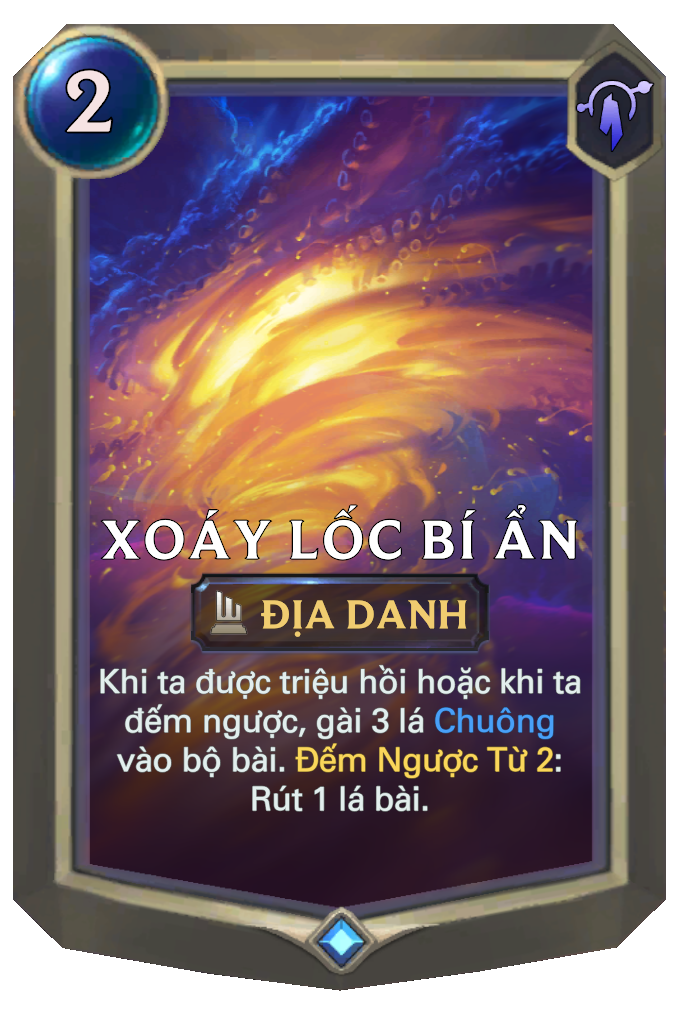 2
XOÁY LỐC BÍ ẨN
ĐỊA DANH
Khi ta được triệu hồi hoặc khi ta
đếm ngược, gài 3 lá Chuông
vào bộ bài. Đếm Ngược Từ 2:
Rút 1 lá bài.